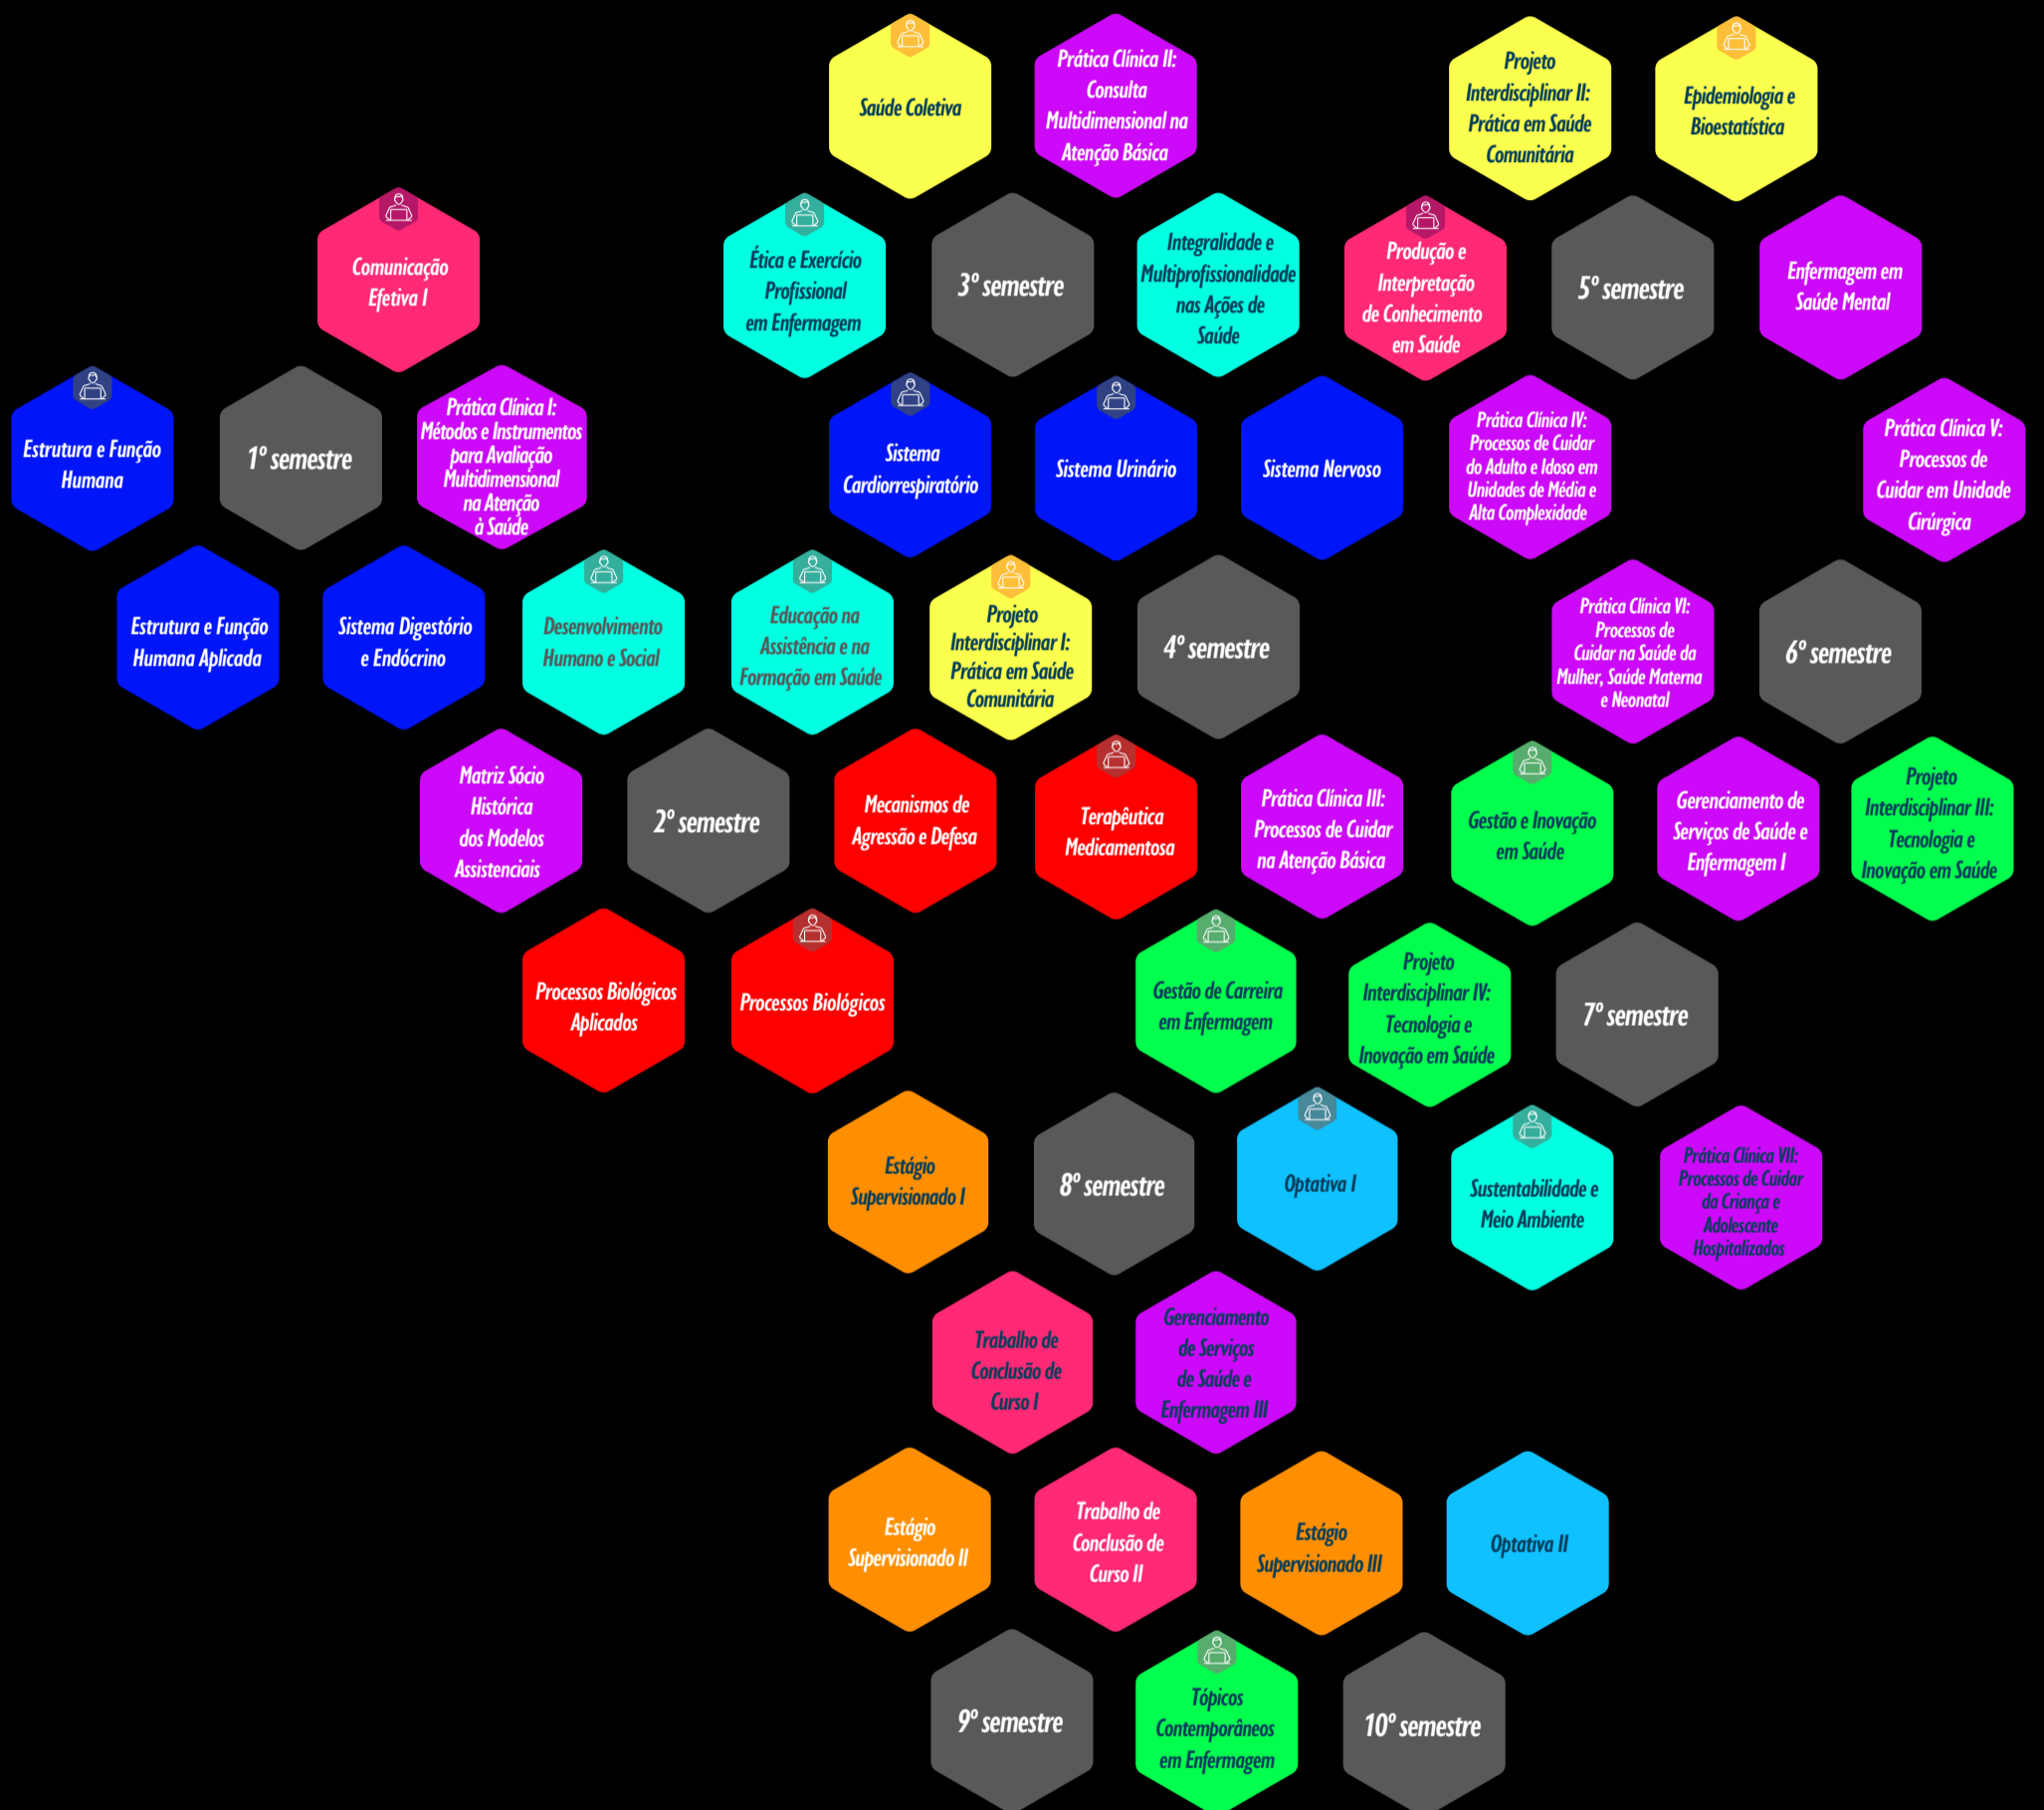 Saúde Coletiva
Prática Clínica II:
Consulta
Multidimensional na
Atenção Básica
Projeto
Interdisciplinar II:
Prática em Saúde
Comunitária
Epidemiologia e
Bioestatística
Comunicação
Efetiva I
Ética e Exercício
Profissional
em Enfermagem
3º semestre
Integralidade e
Multiprofissionalidade
nas Ações de
Saúde
Produção e
Interpretação
de Conhecimento
em Saúde
5º semestre
Enfermagem em
Saúde Mental
Estrutura e Função
Humana
1º semestre
Prática Clínica I:
Métodos e Instrumentos
para Avaliação
Multidimensional
na Atenção
à Saúde
Sistema
Cardiorrespiratório
Sistema Urinário
Sistema Nervoso
Prática Clínica IV:
Processos de Cuidar
do Adulto e Idoso em
Unidades de Média e
Alta Complexidade
Prática Clínica V:
Processos de
Cuidar em Unidade
Cirúrgica
Estrutura e Função
Humana Aplicada
Sistema Digestório
e Endócrino
Desenvolvimento
Humano e Social
Educação na
Assistência e na
Formação em Saúde
Projeto
Interdisciplinar I:
Prática em Saúde
Comunitária
4º semestre
Prática Clínica VI:
Processos de
Cuidar na Saúde da
Mulher, Saúde Materna
e Neonatal
6º semestre
Matriz Sócio
Histórica
dos Modelos
Assistenciais
2º semestre
Mecanismos de
Agressão e Defesa
Terapêutica
Medicamentosa
Prática Clínica III:
Processos de Cuidar
na Atenção Básica
Gestão e Inovação
em Saúde
Gerenciamento de
Serviços de Saúde e
Enfermagem I
Projeto
Interdisciplinar III:
Tecnologia e
Inovação em Saúde
Processos Biológicos
Aplicados
Processos Biológicos
Gestão de Carreira
em Enfermagem
Projeto
Interdisciplinar IV:
Tecnologia e
Inovação em Saúde
7º semestre
Estágio
Supervisionado I
8º semestre
Optativa I
Sustentabilidade e
Meio Ambiente
Prática Clínica VII:
Processos de Cuidar
da Criança e
Adolescente
Hospitalizados
Trabalho de
Conclusão de
Curso I
Gerenciamento
de Serviços
de Saúde e
Enfermagem III
Estágio
Supervisionado II
Trabalho de
Conclusão de
Curso II
Estágio
Supervisionado III
Optativa II
9º semestre
Tópicos
Contemporâneos
em Enfermagem
10º semestre